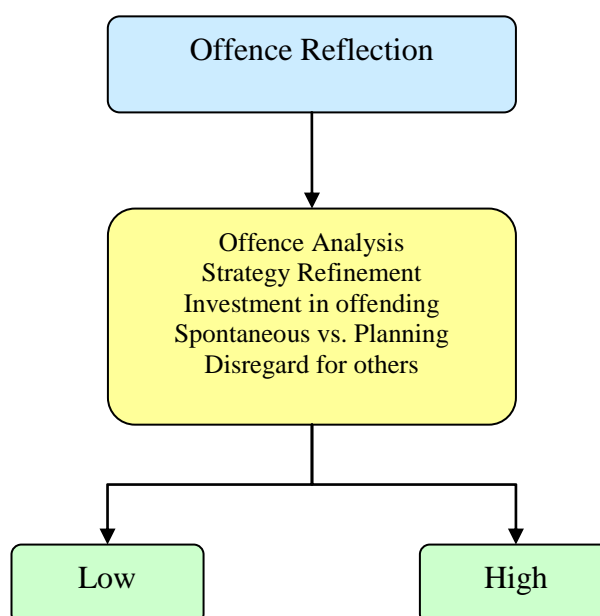 Offence Reflection
Offence Analysis
Strategy Refinement
Investment in offending
Spontaneous vs. Planning
Disregard for others
Low
High